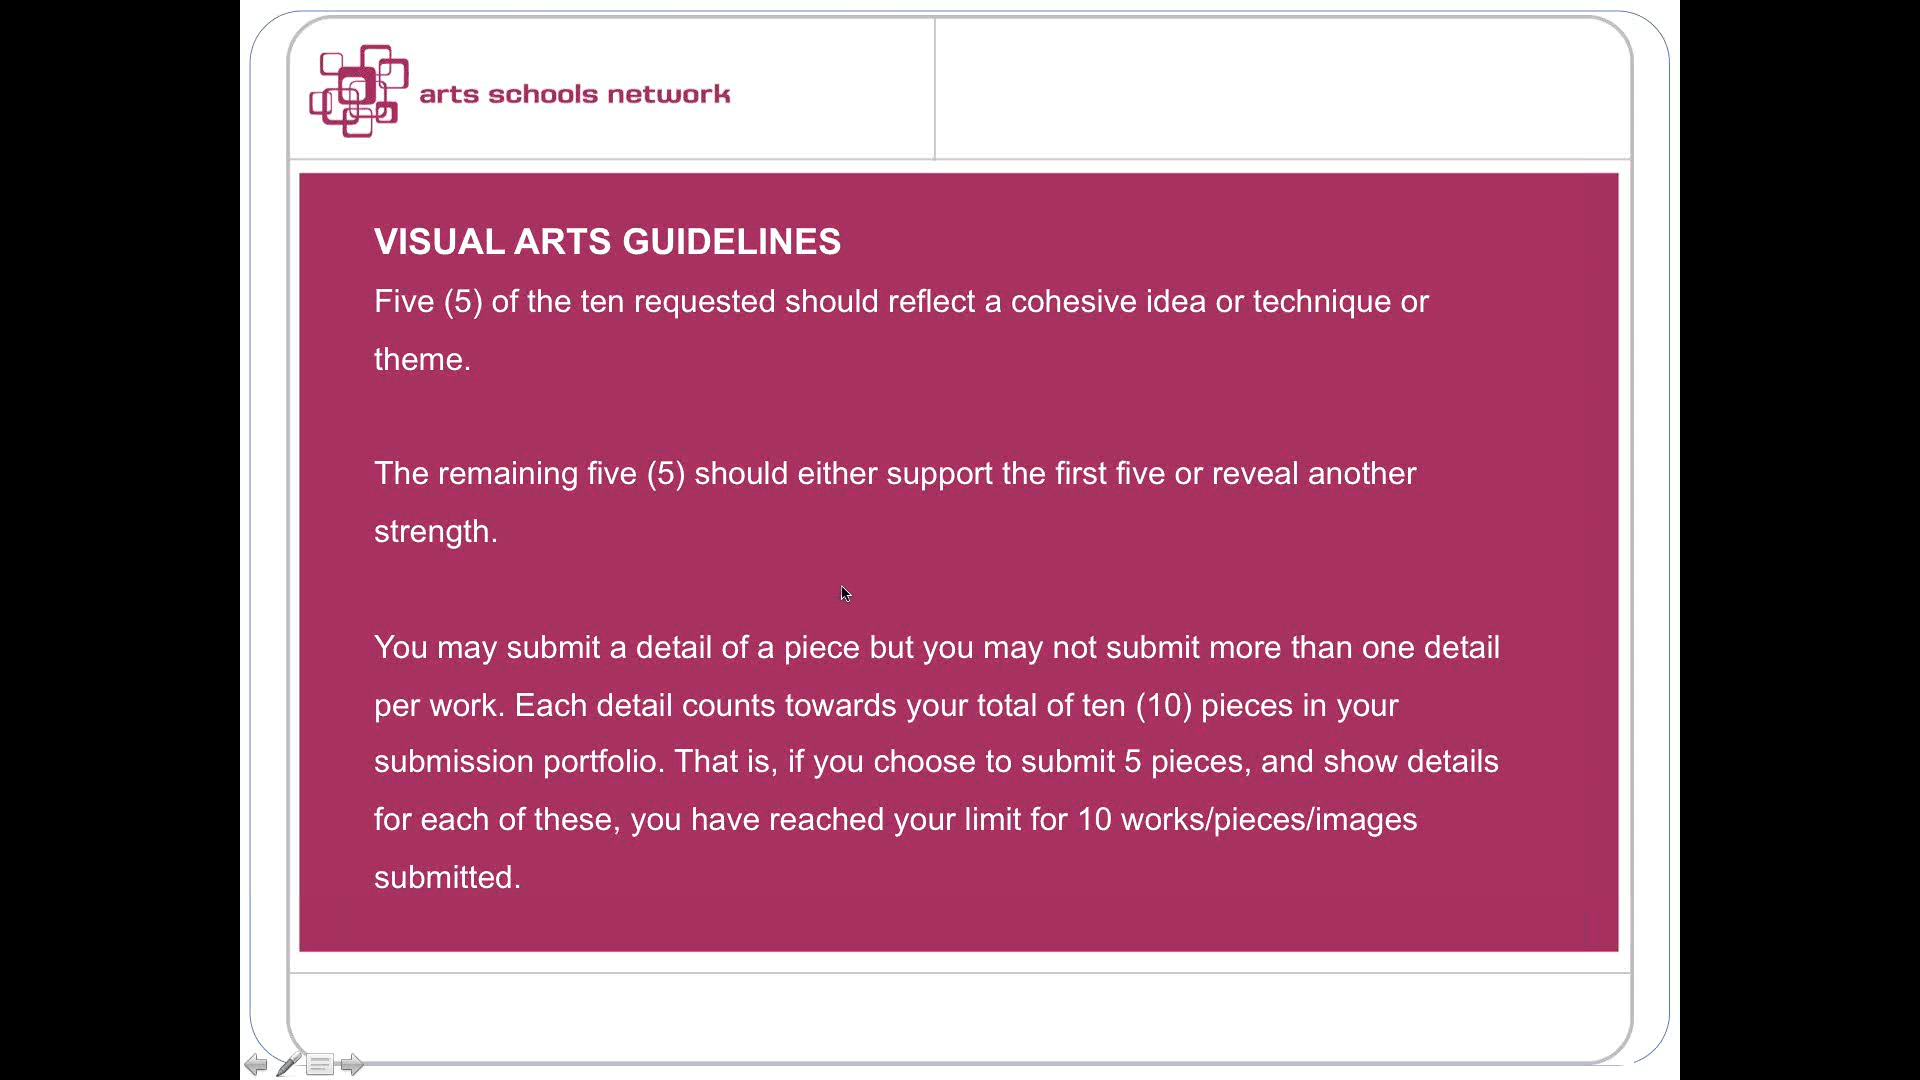 arts schools network
VISUAL ARTS GUIDELINES
Five (5) of the ten requested should reflect a cohesive idea or technique or
theme.
The remaining five (5) should either support the first five or reveal another
strength.
You may submit a detail of a piece but you may not submit more than one detail
per work. Each detail counts towards your total of ten (10) pieces in your
submission portfolio. That is, if you choose to submit 5 pieces, and show details
for each of these, you have reached your limit for 10 works/pieces/images
submitted.